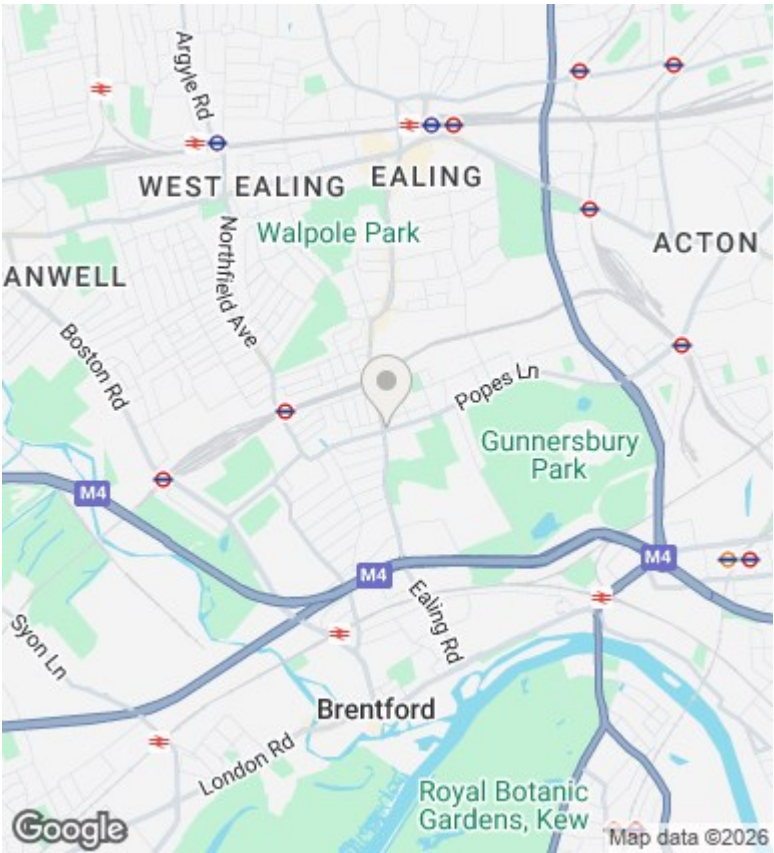 Argyle Rd
WEST EALING
EALING
Walpole Park
Northfield Ave
ACTON
ANWELL
Boston Rd
Popes Ln
Gunnersbury
Park
M4
M4
M4
Ealing Rd
Syon Ln
Brentford
London Rd
Royal Botanic
Gardens, Kew
Google
Map data ©2026